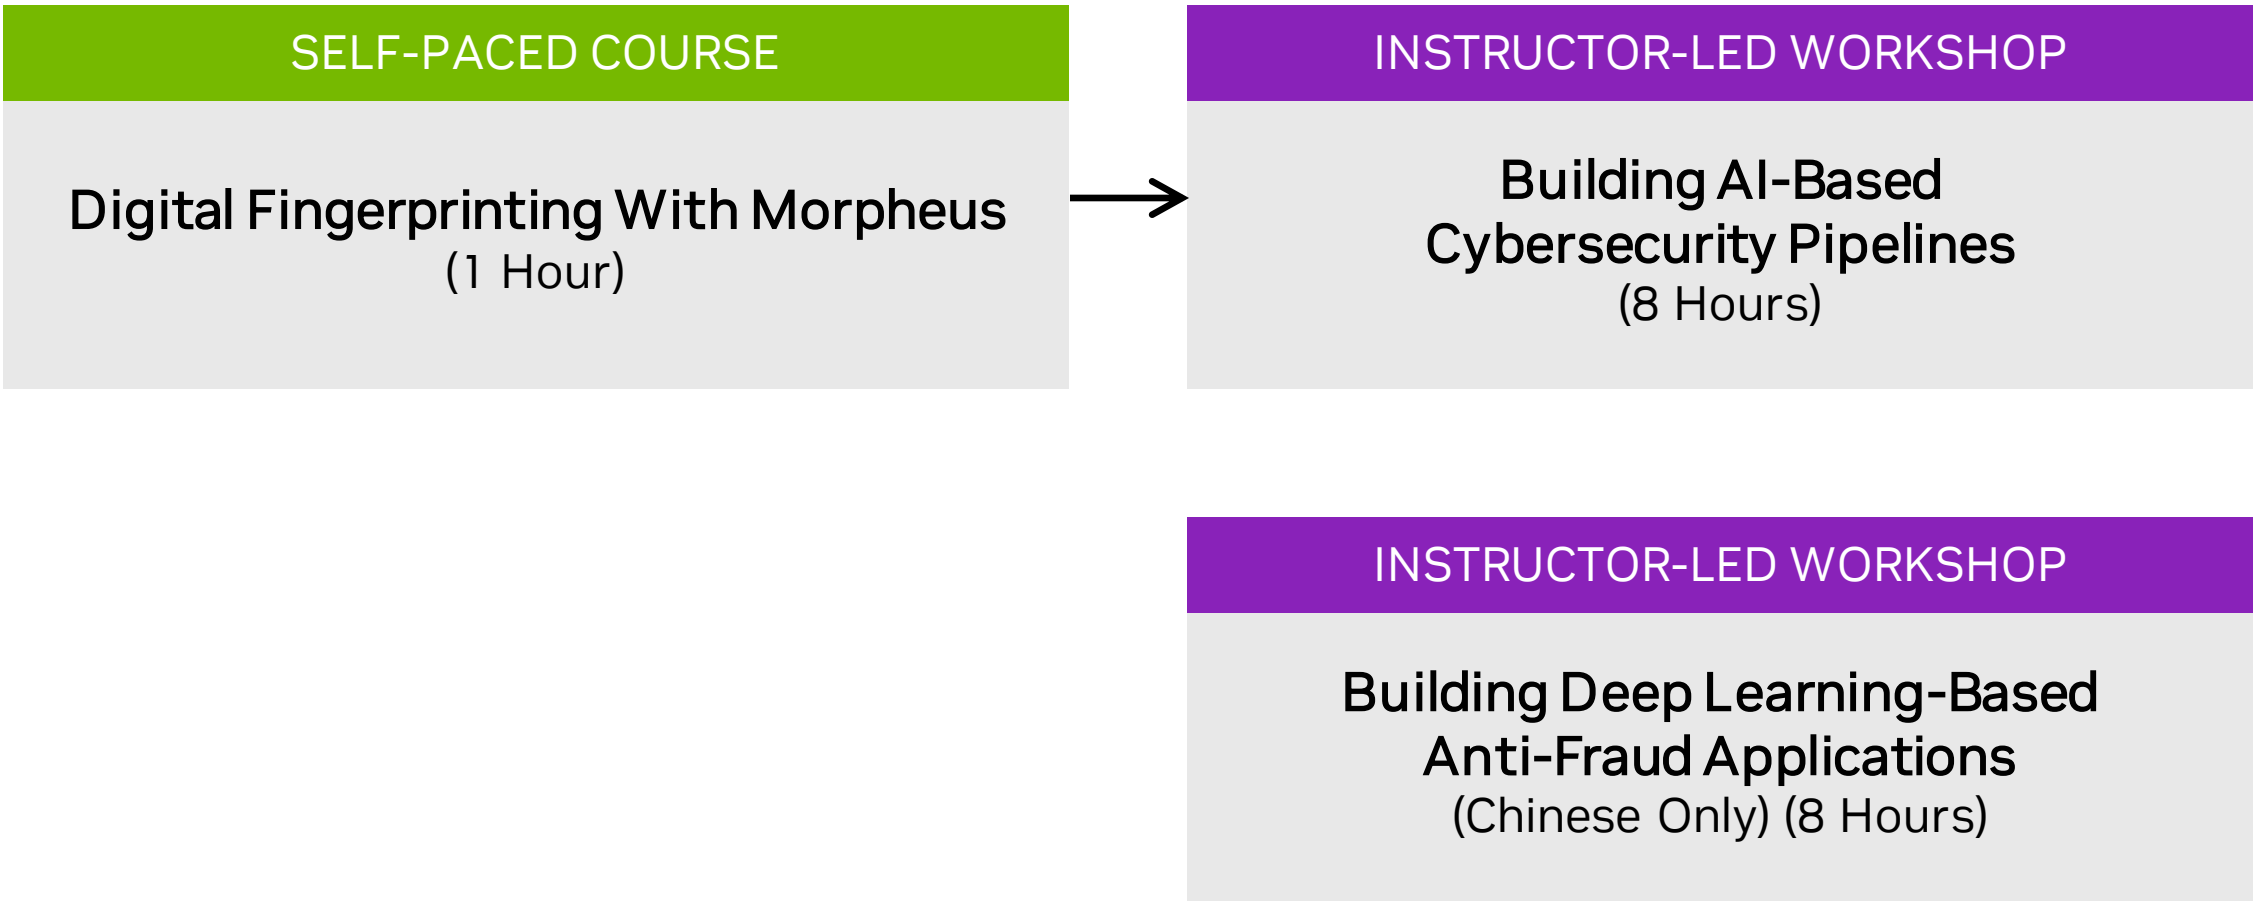 SELF-PACED COURSE
Digital Fingerprinting With Morpheus
(1 Hour)
INSTRUCTOR-LED WORKSHOP
Building AI-Based
Cybersecurity Pipelines
(8 Hours)
INSTRUCTOR-LED WORKSHOP
Building Deep Learning-Based
Anti-Fraud Applications
(Chinese Only) (8 Hours)